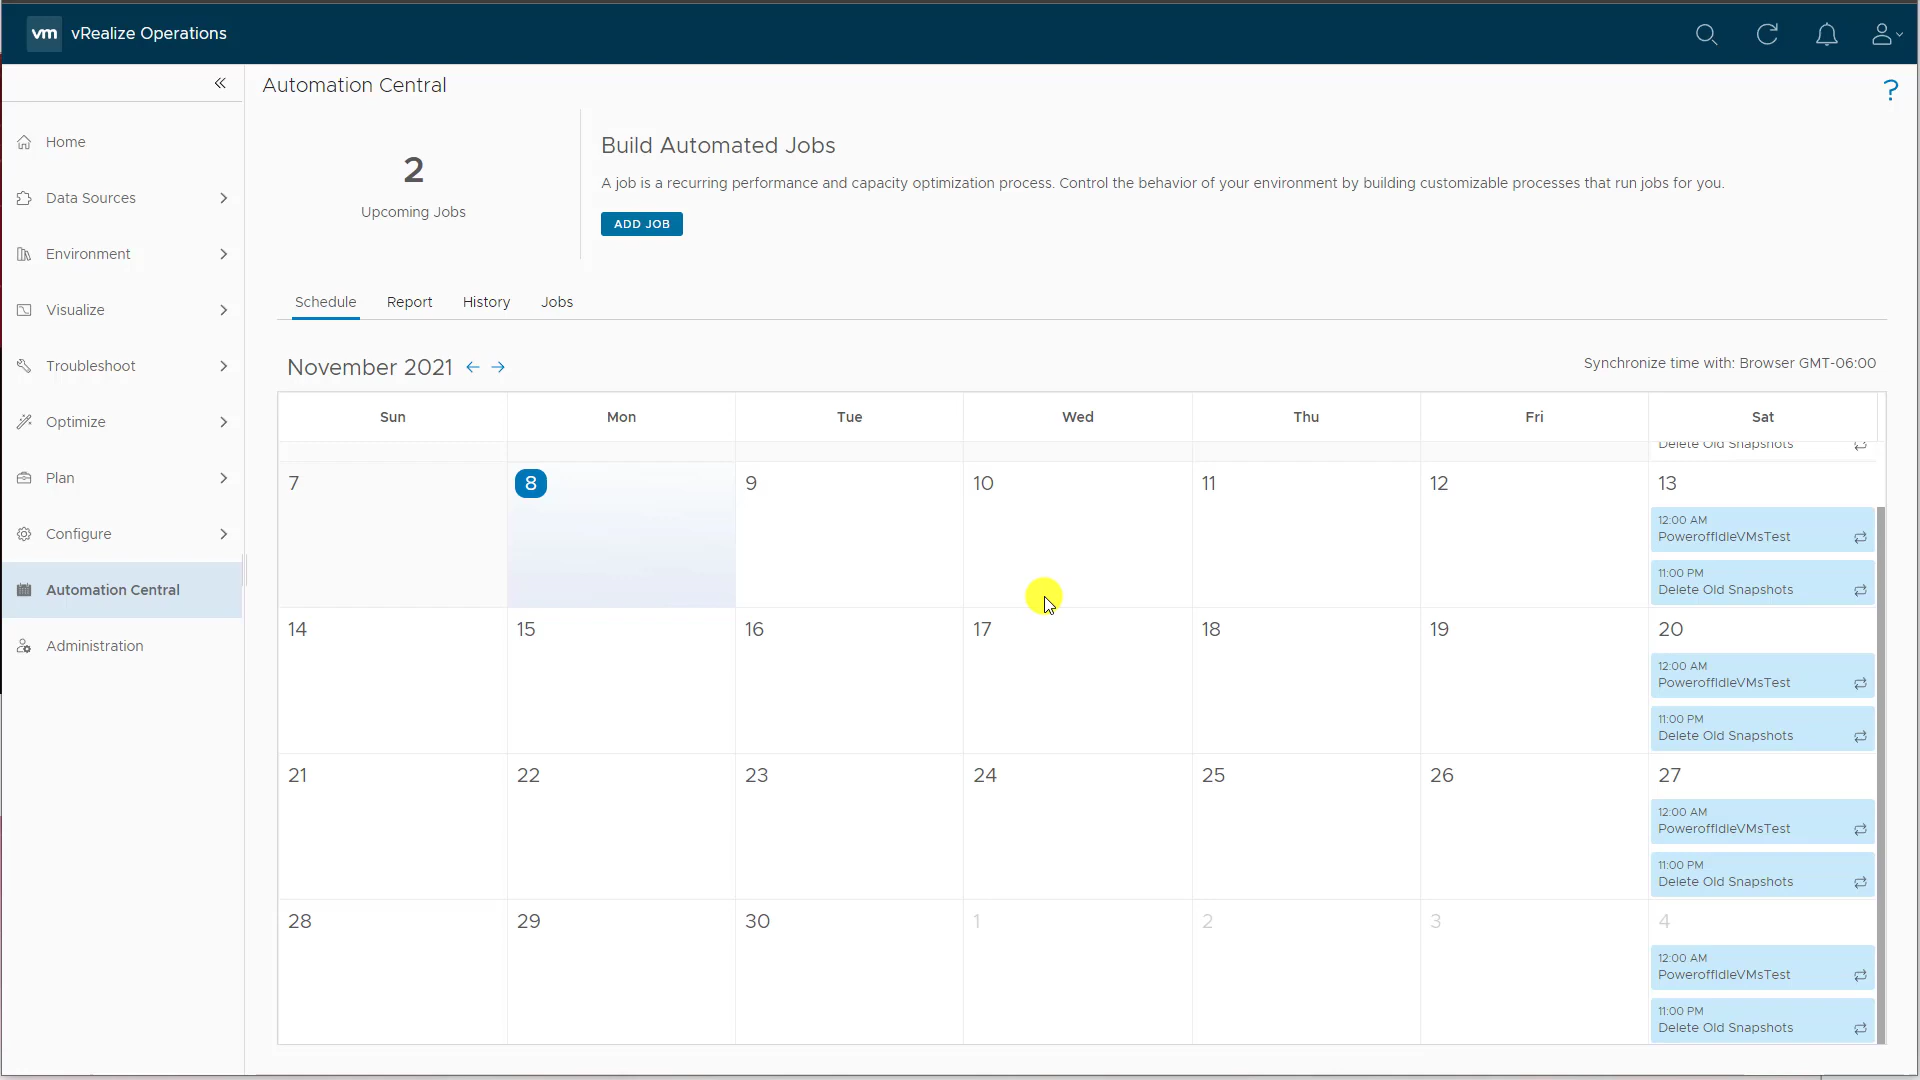 vm vRealize Operations
Automation Central
?
Home
Data Sources
Environment
Visualize
Troubleshoot
Optimize
Plan
Configure
Automation Central
Administration
2
Upcoming Jobs
Build Automated Jobs
A job is a recurring performance and capacity optimization process. Control the behavior of your environment by building customizable processes that run jobs for you.
ADD JOB
Schedule Report History Jobs
November 2021
Synchronize time with: Browser GMT-06:00
Sun Mon Tue Wed Thu Fri Sat
Delete Old Snapshots
7 8 9 10 11 12 13
12:00 AM
PoweroffIdleVMsTest
11:00 PM
Delete Old Snapshots
14 15 16 17 18 19 20
12:00 AM
PoweroffIdleVMsTest
11:00 PM
Delete Old Snapshots
21 22 23 24 25 26 27
12:00 AM
PoweroffIdleVMsTest
11:00 PM
Delete Old Snapshots
28 29 30 1 2 3 4
12:00 AM
PoweroffIdleVMsTest
11:00 PM
Delete Old Snapshots